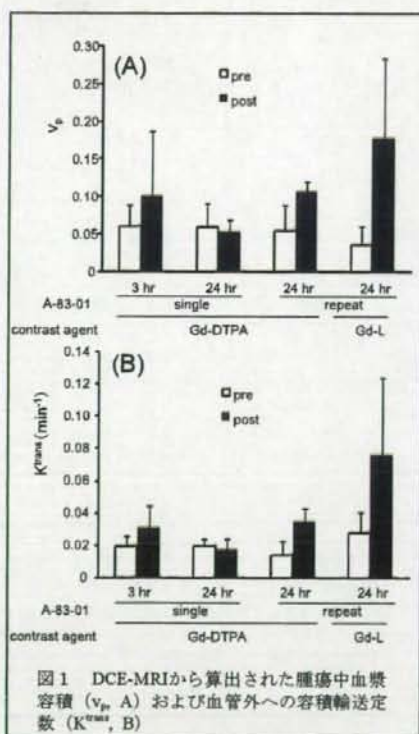 (A)
0.30
0.25
0.20
0.15
0.10
0.05
0
vp
pre
post
3 hr 24 hr 24 hr 24 hr
A-83-01 single repeat
contrast agent Gd-DTPA Gd-L
(B)
0.14
0.12
0.10
0.08
0.06
0.04
0.02
0
Ktrans (min-1)
pre
post
3 hr 24 hr 24 hr 24 hr
A-83-01 single repeat
contrast agent Gd-DTPA Gd-L
図1 DCE-MRIから算出された腫瘍中血漿
容積（vp, A）および血管外への容積輸送定
数（Ktrans, B）